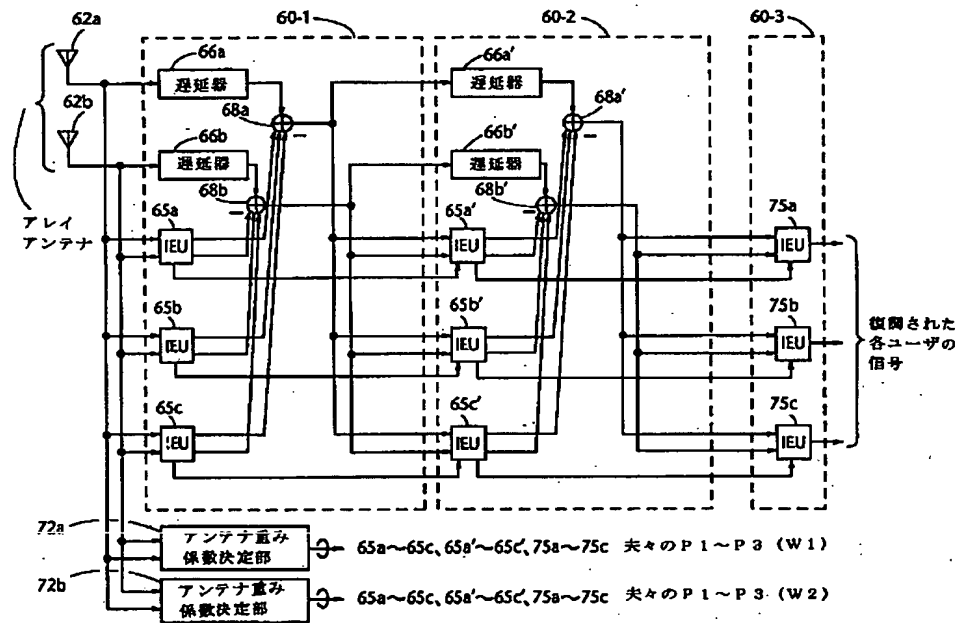 62a
60-1
60-2
60-3
66a
遅延器
66a′
遅延器
62b
68a
−
68a′
−
66b
遅延器
66b′
遅延器
68b
−
68b′
−
アレイ
アンテナ
65a
IEU
65a′
IEU
75a
IEU
65b
IEU
65b′
IEU
75b
IEU
復調された
各ユーザの
信号
65c
IEU
65c′
IEU
75c
IEU
72a
アンテナ重み
係数決定部
65a〜65c、65a′〜65c′、75a〜75c 夫々のP1〜P3 (W1)
72b
アンテナ重み
係数決定部
65a〜65c、65a′〜65c′、75a〜75c 夫々のP1〜P3 (W2)